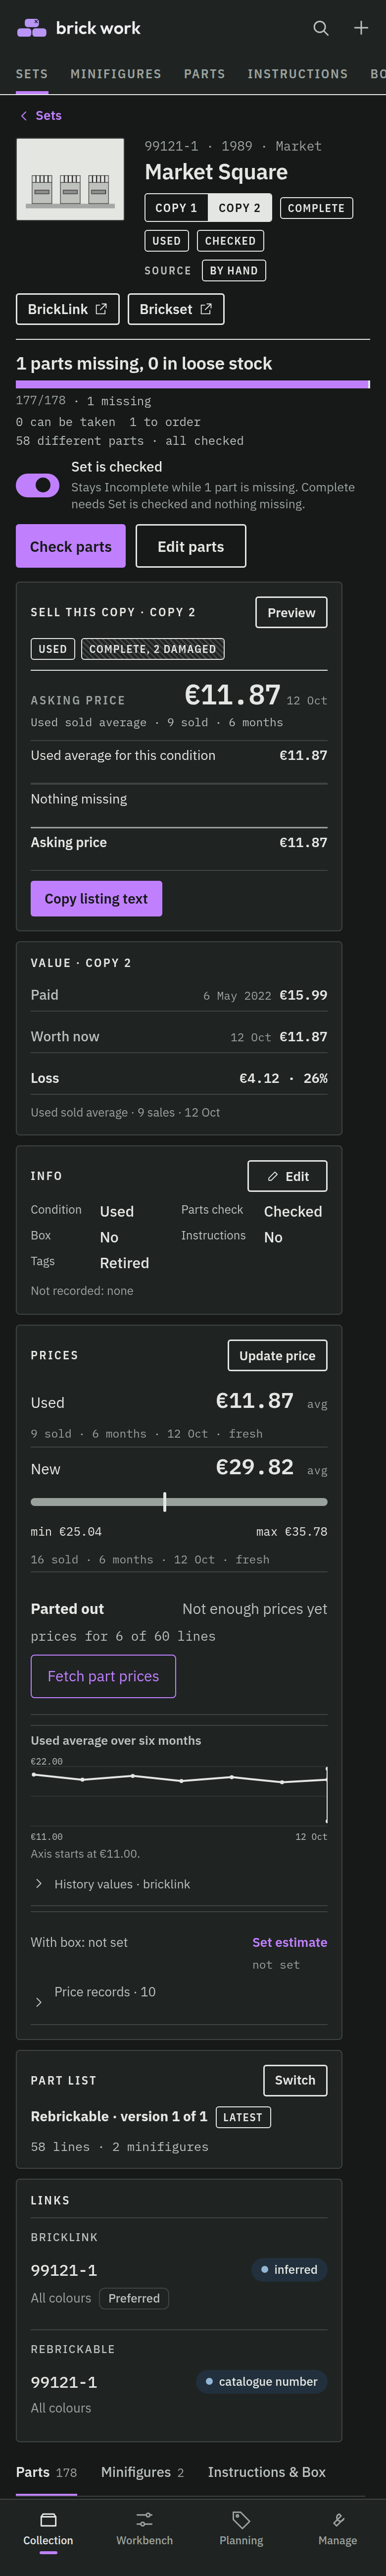 brick work
SETS MINIFIGURES PARTS INSTRUCTIONS BO
Sets
99121-1 · 1989 · Market
Market Square
COPY 1 COPY 2 COMPLETE
USED CHECKED
SOURCE BY HAND
BrickLink Brickset
1 parts missing, 0 in loose stock
177/178 · 1 missing
0 can be taken 1 to order
58 different parts · all checked
Set is checked
Stays Incomplete while 1 part is missing. Complete
needs Set is checked and nothing missing.
Check parts Edit parts
SELL THIS COPY · COPY 2 Preview
USED COMPLETE, 2 DAMAGED
ASKING PRICE €11.87 12 Oct
Used sold average · 9 sold · 6 months
Used average for this condition €11.87
Nothing missing
Asking price €11.87
Copy listing text
VALUE · COPY 2
Paid 6 May 2022 €15.99
Worth now 12 Oct €11.87
Loss €4.12 · 26%
Used sold average · 9 sales · 12 Oct
INFO Edit
Condition Used Parts check Checked
Box No Instructions No
Tags Retired
Not recorded: none
PRICES Update price
Used €11.87 avg
9 sold · 6 months · 12 Oct · fresh
New €29.82 avg
min €25.04 max €35.78
16 sold · 6 months · 12 Oct · fresh
Parted out Not enough prices yet
prices for 6 of 60 lines
Fetch part prices
Used average over six months
€22.00
€11.00 12 Oct
Axis starts at €11.00.
History values · bricklink
With box: not set Set estimate
not set
Price records · 10
PART LIST Switch
Rebrickable · version 1 of 1 LATEST
58 lines · 2 minifigures
LINKS
BRICKLINK
99121-1 inferred
All colours Preferred
REBRICKABLE
99121-1 catalogue number
All colours
Parts 178 Minifigures 2 Instructions & Box
Collection Workbench Planning Manage